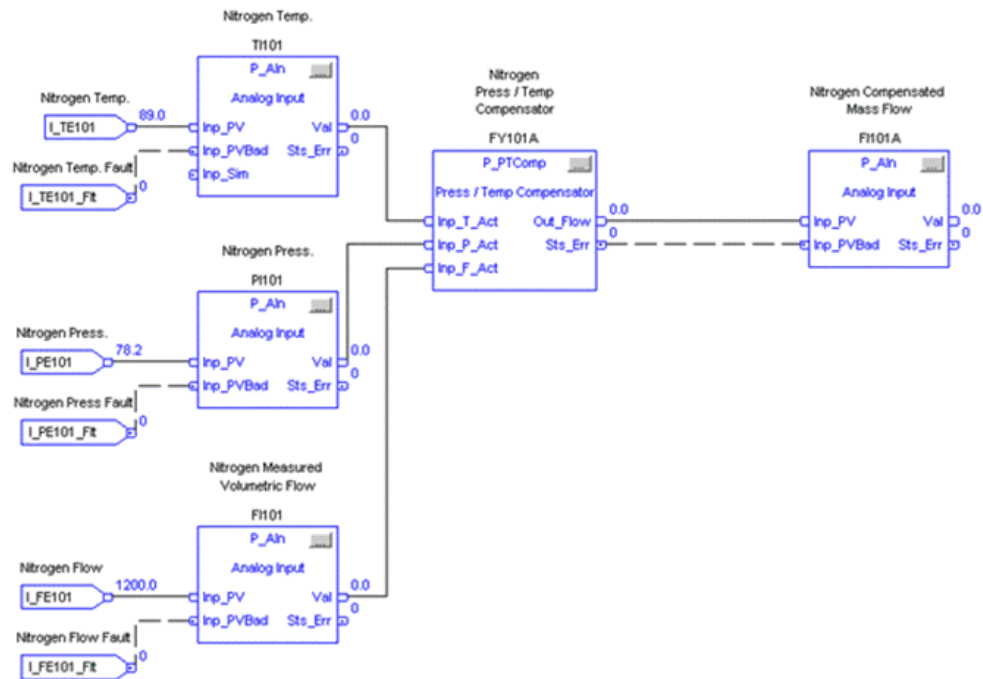 Nitrogen Temp.
TI101
P_AIn
...
Analog Input
Nitrogen Temp.
I_TE101
89.0
Inp_PV
Val
0.0
Inp_PVBad
Sts_Err
0
Inp_Sim
Nitrogen Temp. Fault
I_TE101_Flt
0
Nitrogen Press.
PI101
P_AIn
...
Analog Input
Nitrogen Press.
I_PE101
78.2
Inp_PV
Val
0.0
Inp_PVBad
Sts_Err
0
Nitrogen Press Fault
I_PE101_Flt
0
Nitrogen Measured
Volumetric Flow
FI101
P_AIn
...
Analog Input
Nitrogen Flow
I_FE101
1200.0
Inp_PV
Val
0.0
Inp_PVBad
Sts_Err
0
Nitrogen Flow Fault
I_FE101_Flt
0
Nitrogen
Press / Temp
Compensator
FY101A
P_PTComp
...
Press / Temp Compensator
Inp_T_Act
Out_Flow
0.0
Inp_P_Act
Sts_Err
0
Inp_F_Act
Nitrogen Compensated
Mass Flow
FI101A
P_AIn
...
Analog Input
Inp_PV
Val
0.0
Inp_PVBad
Sts_Err
0